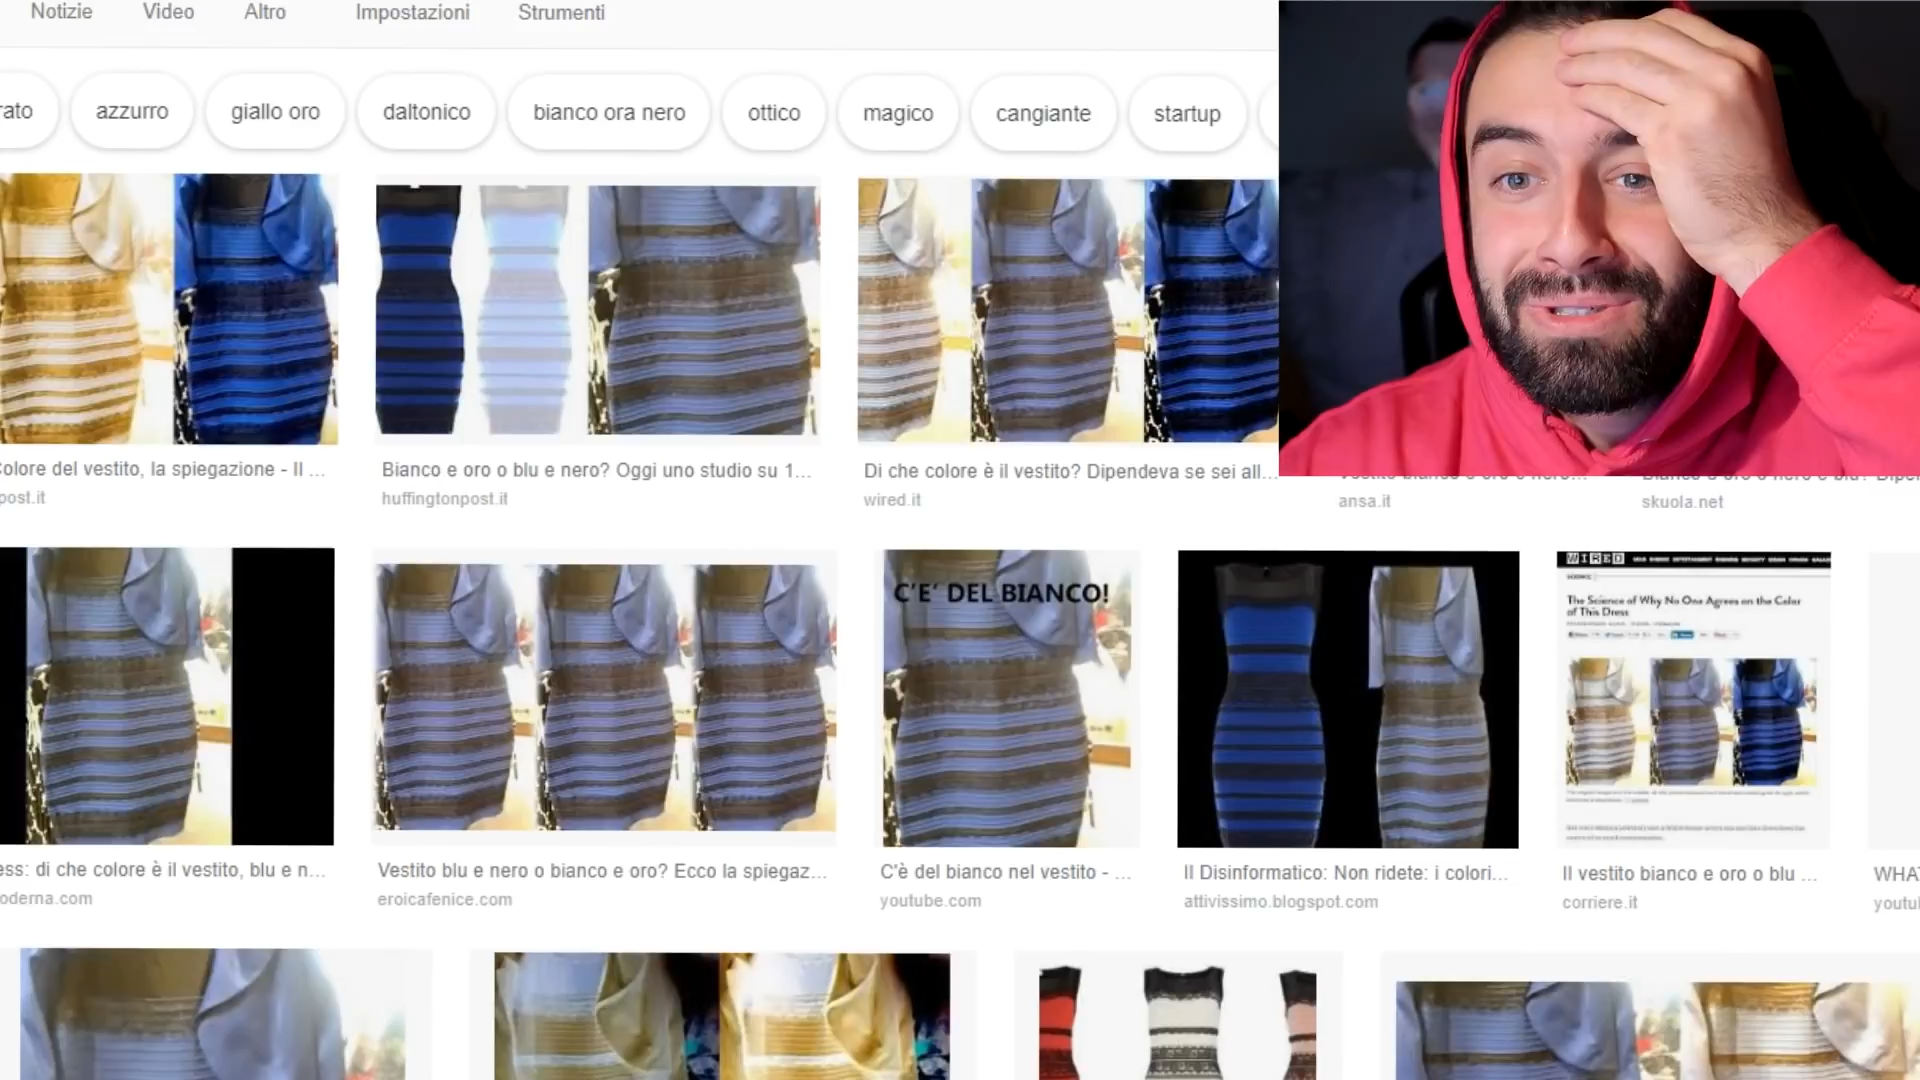 Notizie Video Altro Impostazioni Strumenti
rato azzurro giallo oro daltonico bianco ora nero ottico magico cangiante startup
Colore del vestito, la spiegazione - Il ...
post.it
Bianco e oro o blu e nero? Oggi uno studio su 1...
huffingtonpost.it
Di che colore è il vestito? Dipendeva se sei all...
wired.it
ansa.it
skuola.net
C'E' DEL BIANCO!
WIRED
SCIENCE
The Science of Why No One Agrees on the Color
of This Dress
ess: di che colore è il vestito, blu e n...
oderna.com
Vestito blu e nero o bianco e oro? Ecco la spiegaz...
eroicafenice.com
C'è del bianco nel vestito - ...
youtube.com
Il Disinformatico: Non ridete: i colori...
attivissimo.blogspot.com
Il vestito bianco e oro o blu ...
corriere.it
WHAT
youtu